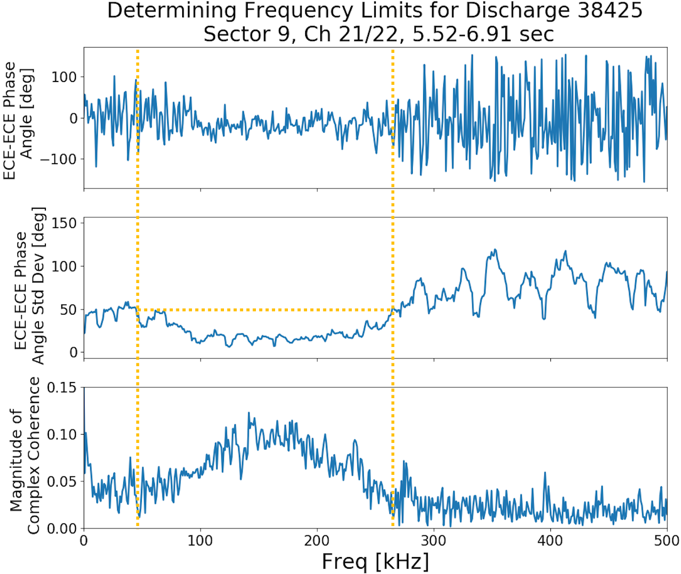 Determining Frequency Limits for Discharge 38425
Sector 9, Ch 21/22, 5.52-6.91 sec
ECE-ECE Phase
Angle [deg]
100
0
−100
ECE-ECE Phase
Angle Std Dev [deg]
150
100
50
0
Magnitude of
Complex Coherence
0.15
0.10
0.05
0.00
0 100 200 300 400 500
Freq [kHz]